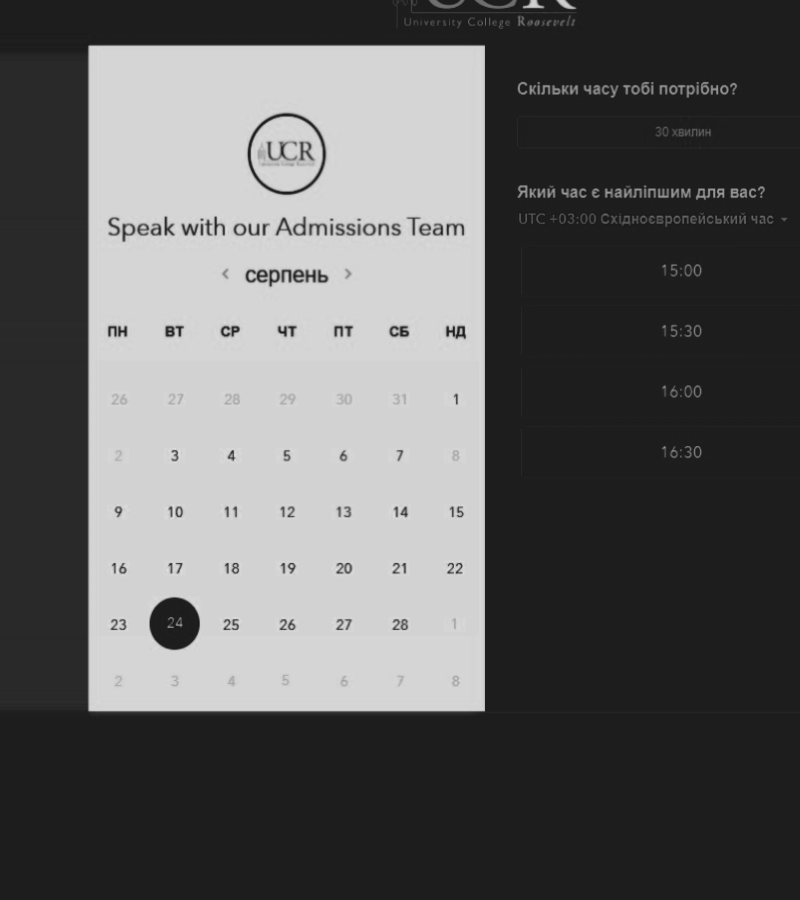 UCR
University College Roosevelt
UCR
Speak with our Admissions Team
< серпень >
ПН ВТ СР ЧТ ПТ СБ НД
26 27 28 29 30 31 1
2 3 4 5 6 7 8
9 10 11 12 13 14 15
16 17 18 19 20 21 22
23 24 25 26 27 28 1
2 3 4 5 6 7 8
Скільки часу тобі потрібно?
30 хвилин
Який час є найліпшим для вас?
UTC +03:00 Східноєвропейський час
15:00
15:30
16:00
16:30